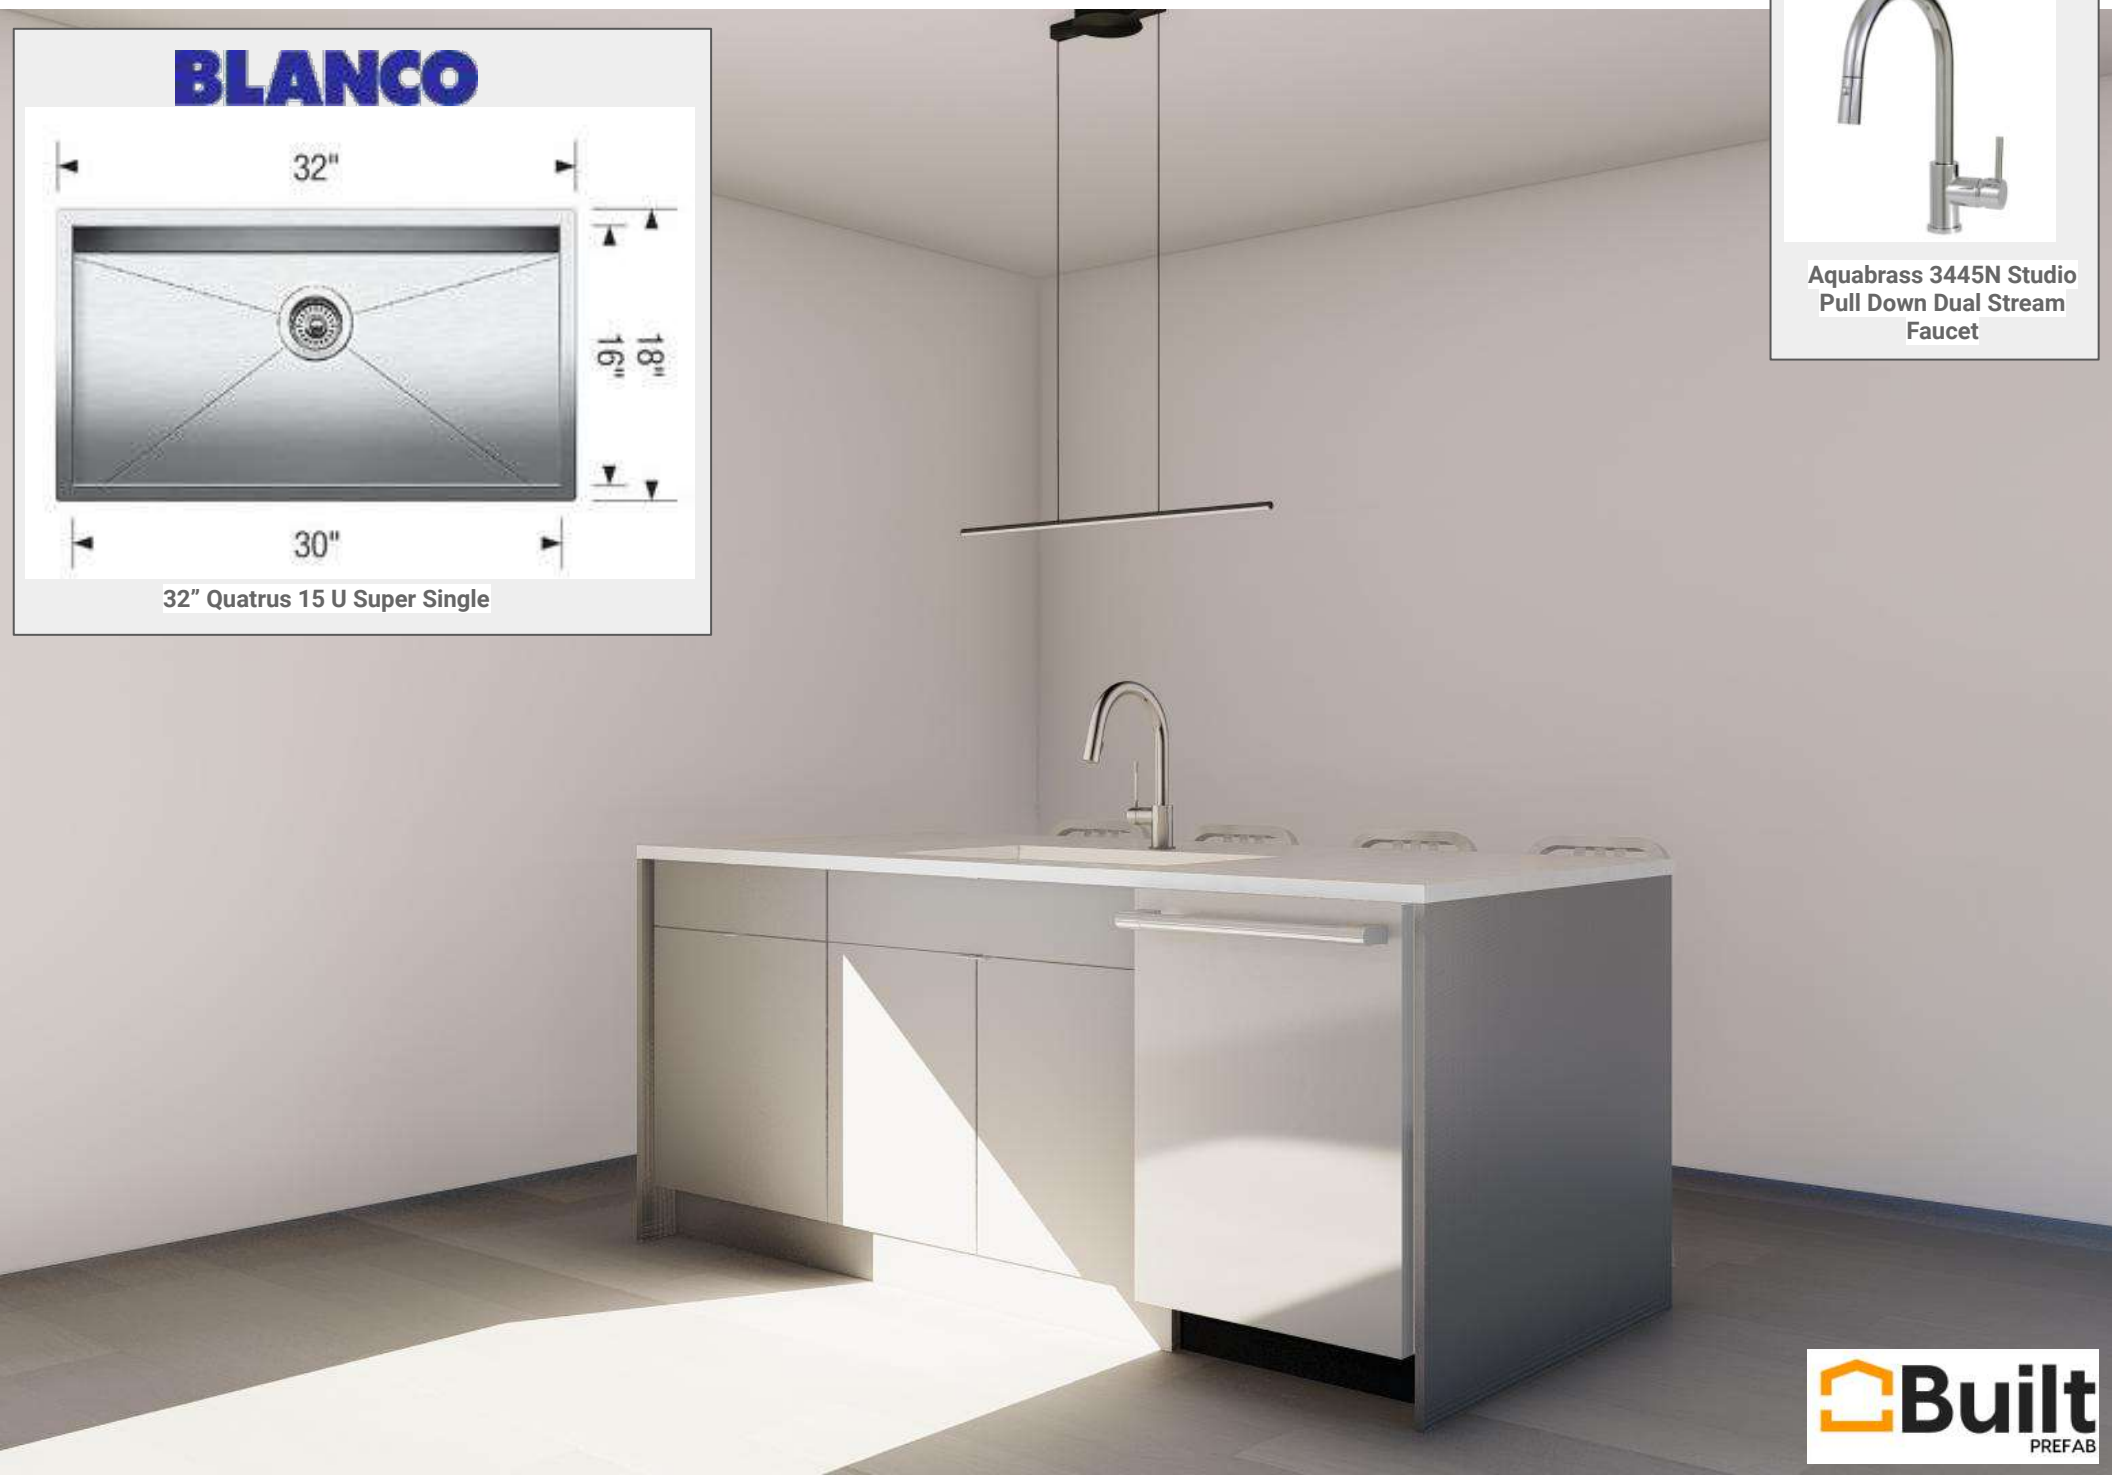 BLANCO
32"
16"
18"
30"
32” Quatrus 15 U Super Single
Aquabrass 3445N Studio
Pull Down Dual Stream
Faucet
Built
PREFAB